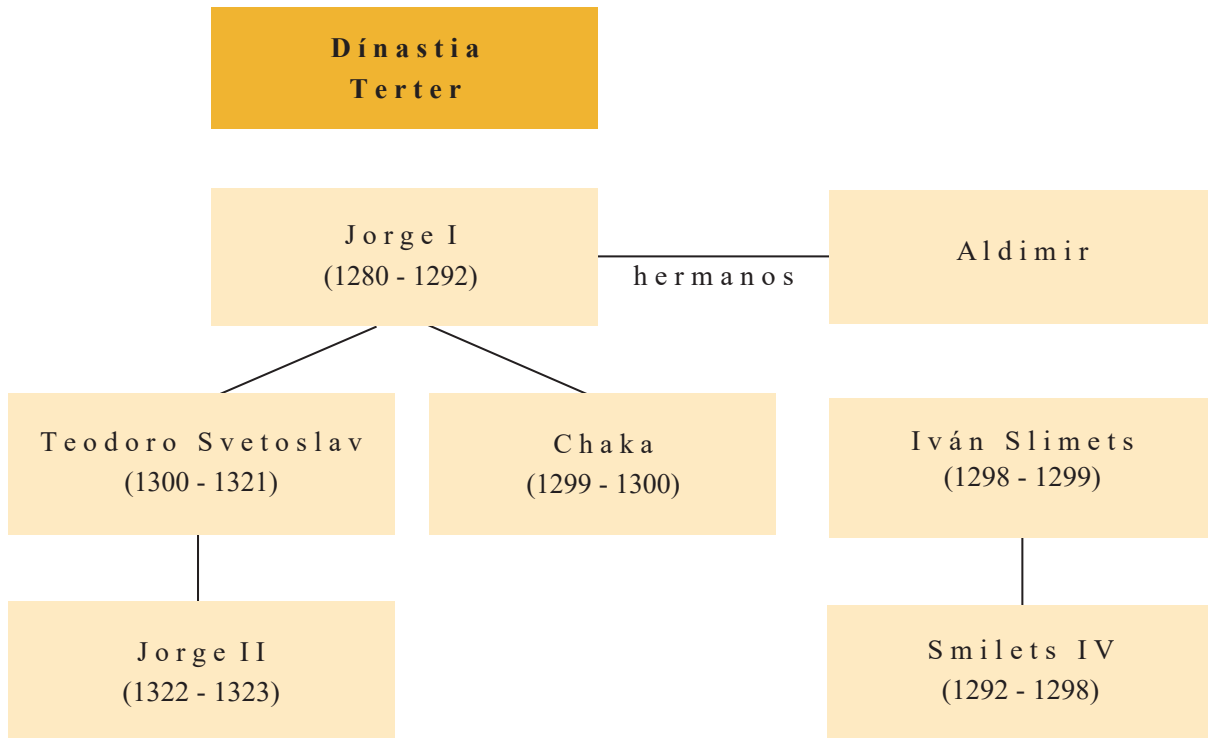 Dínastia
Terter
Jorge I
(1280 - 1292)
hermanos
Aldimir
Teodoro Svetoslav
(1300 - 1321)
Chaka
(1299 - 1300)
Iván Slimets
(1298 - 1299)
Jorge II
(1322 - 1323)
Smilets IV
(1292 - 1298)